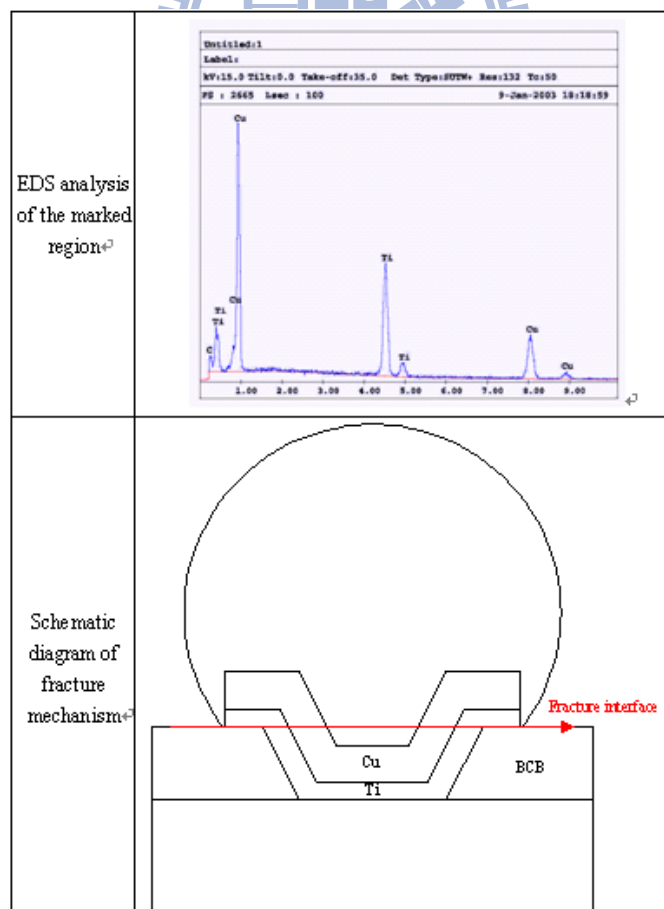 EDS analysis
of the marked
region
Untitled:1
Label:
kV:15.0 Tilt:0.0 Take-off:35.0 Det Type:SUTW+ Res:132 Tc:50
FS : 2665 Lsec : 100 9-Jan-2003 18:18:59
Cu
Ti
Cu
Ti
Ti
C
Ti
Cu
Cu
1.00 2.00 3.00 4.00 5.00 6.00 7.00 8.00 9.00
Schematic
diagram of
fracture
mechanism
Fracture interface
Cu
BCB
Ti